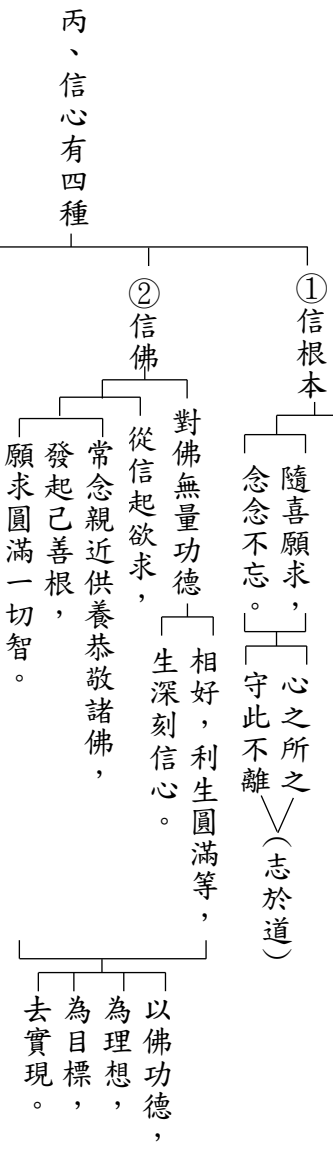 丙、信心有四種
①信根本
隨喜願求，
念念不忘。
心之所之
守此不離
（志於道）
②信佛
對佛無量功德
相好，利生圓滿等，
生深刻信心。
從信起欲求，
常念親近供養恭敬諸佛，
發起己善根，
願求圓滿一切智。
以佛功德，
為理想，
為目標，
去實現。